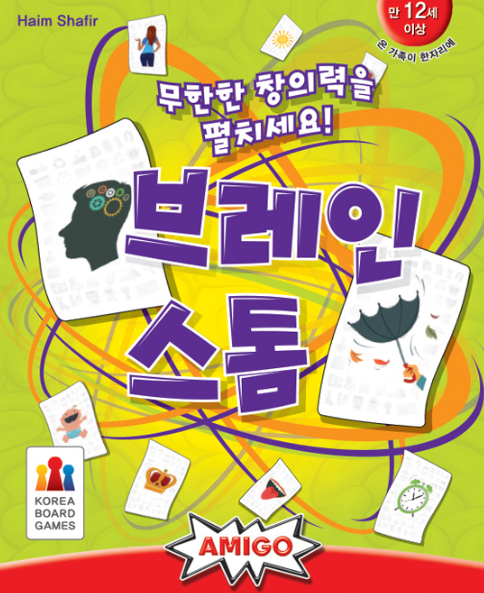 Haim Shafir
만 12세
이상
온 가족이 한자리에
무한한 창의력을
펼치세요!
브레인
스톰
KOREA
BOARD
GAMES
AMIGO